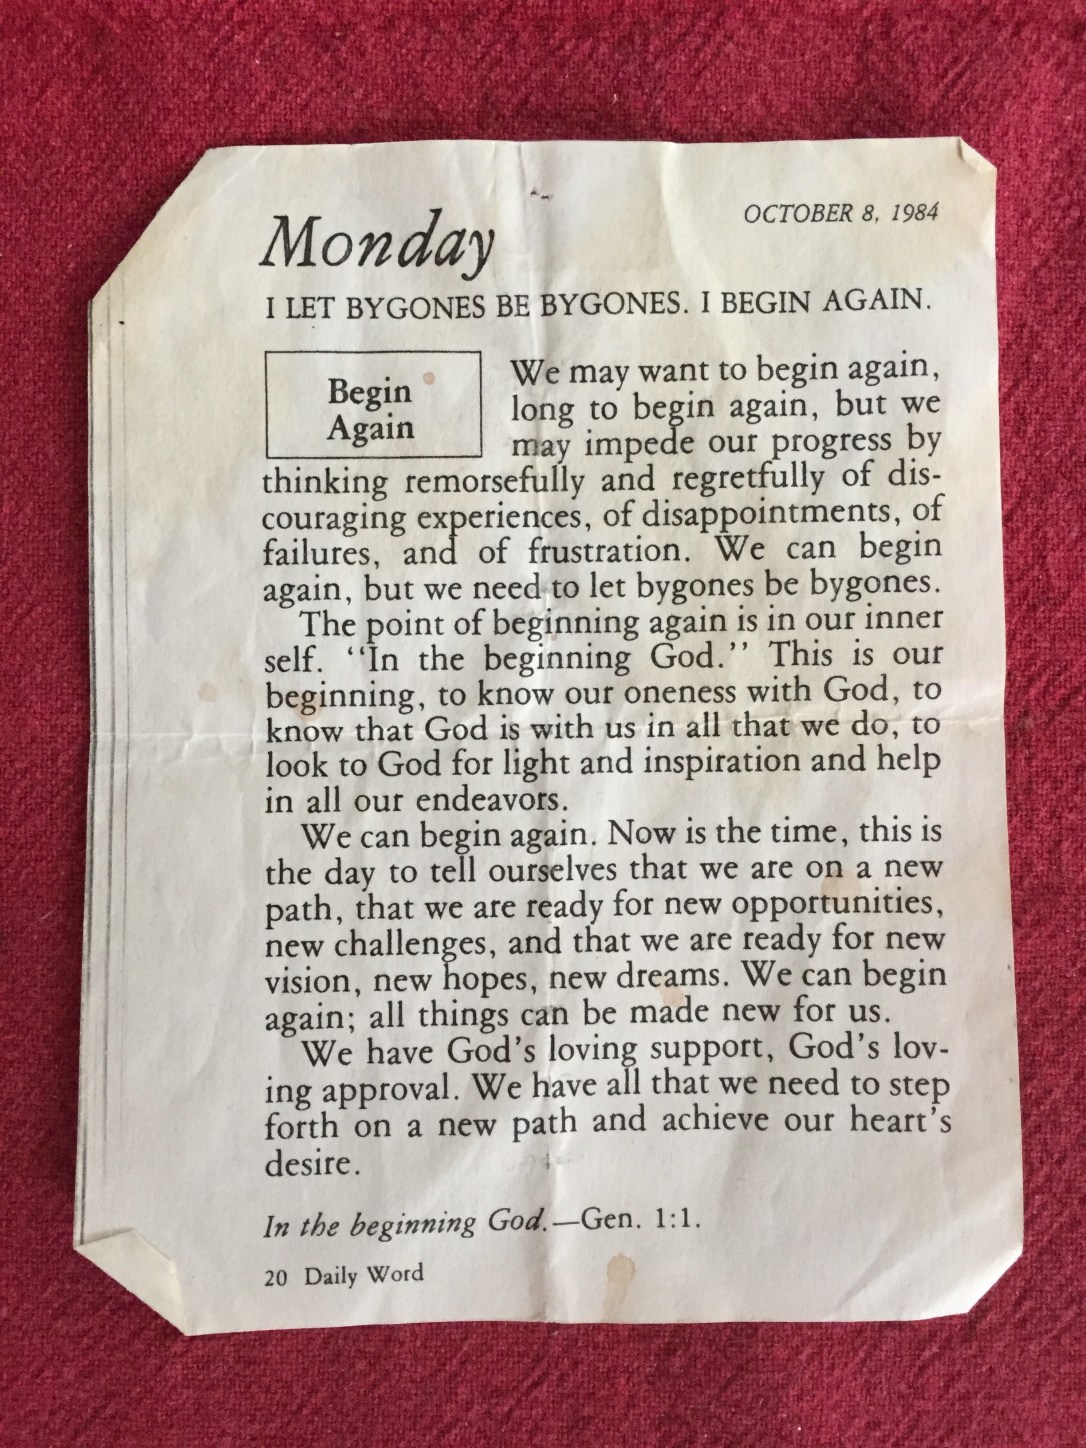 Monday
OCTOBER 8, 1984
I LET BYGONES BE BYGONES. I BEGIN AGAIN.
Begin
Again
We may want to begin again,
long to begin again, but we
may impede our progress by
thinking remorsefully and regretfully of dis-
couraging experiences, of disappointments, of
failures, and of frustration. We can begin
again, but we need to let bygones be bygones.
The point of beginning again is in our inner
self. ‘‘In the beginning God.’’ This is our
beginning, to know our oneness with God, to
know that God is with us in all that we do, to
look to God for light and inspiration and help
in all our endeavors.
We can begin again. Now is the time, this is
the day to tell ourselves that we are on a new
path, that we are ready for new opportunities,
new challenges, and that we are ready for new
vision, new hopes, new dreams. We can begin
again; all things can be made new for us.
We have God’s loving support, God’s lov-
ing approval. We have all that we need to step
forth on a new path and achieve our heart’s
desire.
In the beginning God.—Gen. 1:1.
20 Daily Word